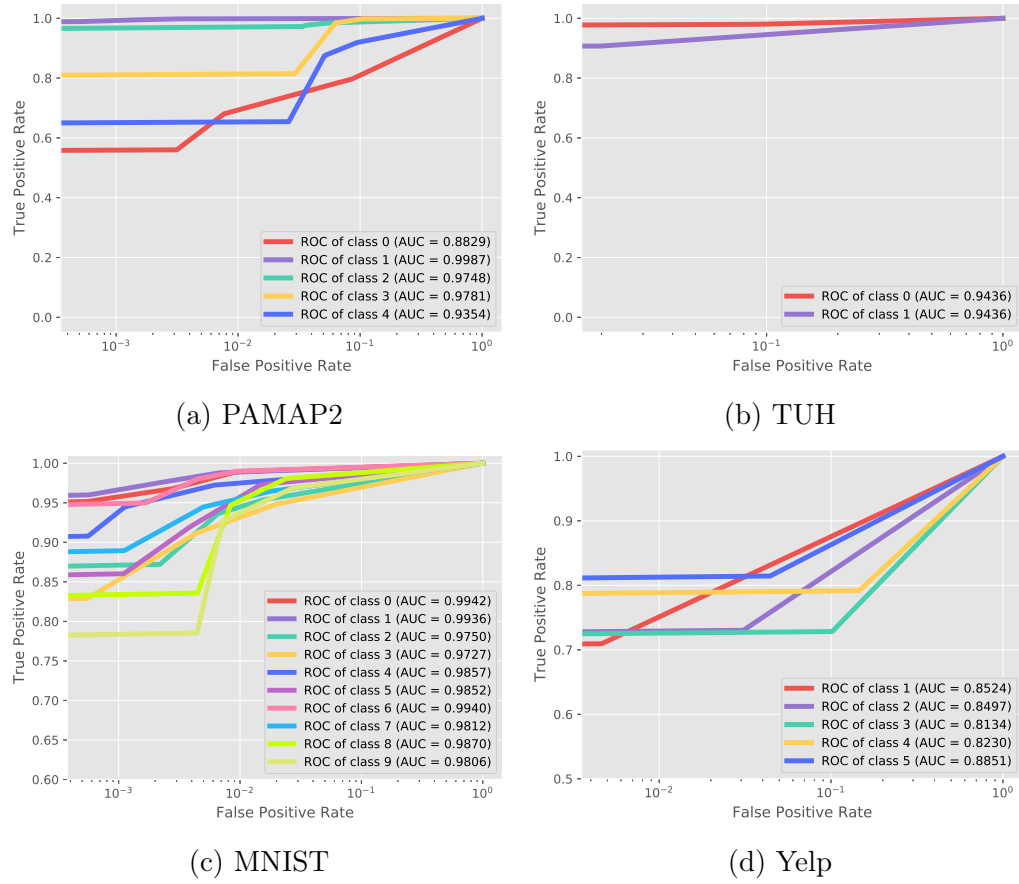 1.0
0.8
0.6
0.4
0.2
0.0
True Positive Rate
10⁻³
10⁻²
10⁻¹
10⁰
False Positive Rate
ROC of class 0 (AUC = 0.8829)
ROC of class 1 (AUC = 0.9987)
ROC of class 2 (AUC = 0.9748)
ROC of class 3 (AUC = 0.9781)
ROC of class 4 (AUC = 0.9354)
(a) PAMAP2
1.0
0.8
0.6
0.4
0.2
0.0
True Positive Rate
10⁻¹
10⁰
False Positive Rate
ROC of class 0 (AUC = 0.9436)
ROC of class 1 (AUC = 0.9436)
(b) TUH
1.00
0.95
0.90
0.85
0.80
0.75
0.70
0.65
0.60
True Positive Rate
10⁻³
10⁻²
10⁻¹
10⁰
False Positive Rate
ROC of class 0 (AUC = 0.9942)
ROC of class 1 (AUC = 0.9936)
ROC of class 2 (AUC = 0.9750)
ROC of class 3 (AUC = 0.9727)
ROC of class 4 (AUC = 0.9857)
ROC of class 5 (AUC = 0.9852)
ROC of class 6 (AUC = 0.9940)
ROC of class 7 (AUC = 0.9812)
ROC of class 8 (AUC = 0.9870)
ROC of class 9 (AUC = 0.9806)
(c) MNIST
1.0
0.9
0.8
0.7
0.6
0.5
True Positive Rate
10⁻²
10⁻¹
10⁰
False Positive Rate
ROC of class 1 (AUC = 0.8524)
ROC of class 2 (AUC = 0.8497)
ROC of class 3 (AUC = 0.8134)
ROC of class 4 (AUC = 0.8230)
ROC of class 5 (AUC = 0.8851)
(d) Yelp